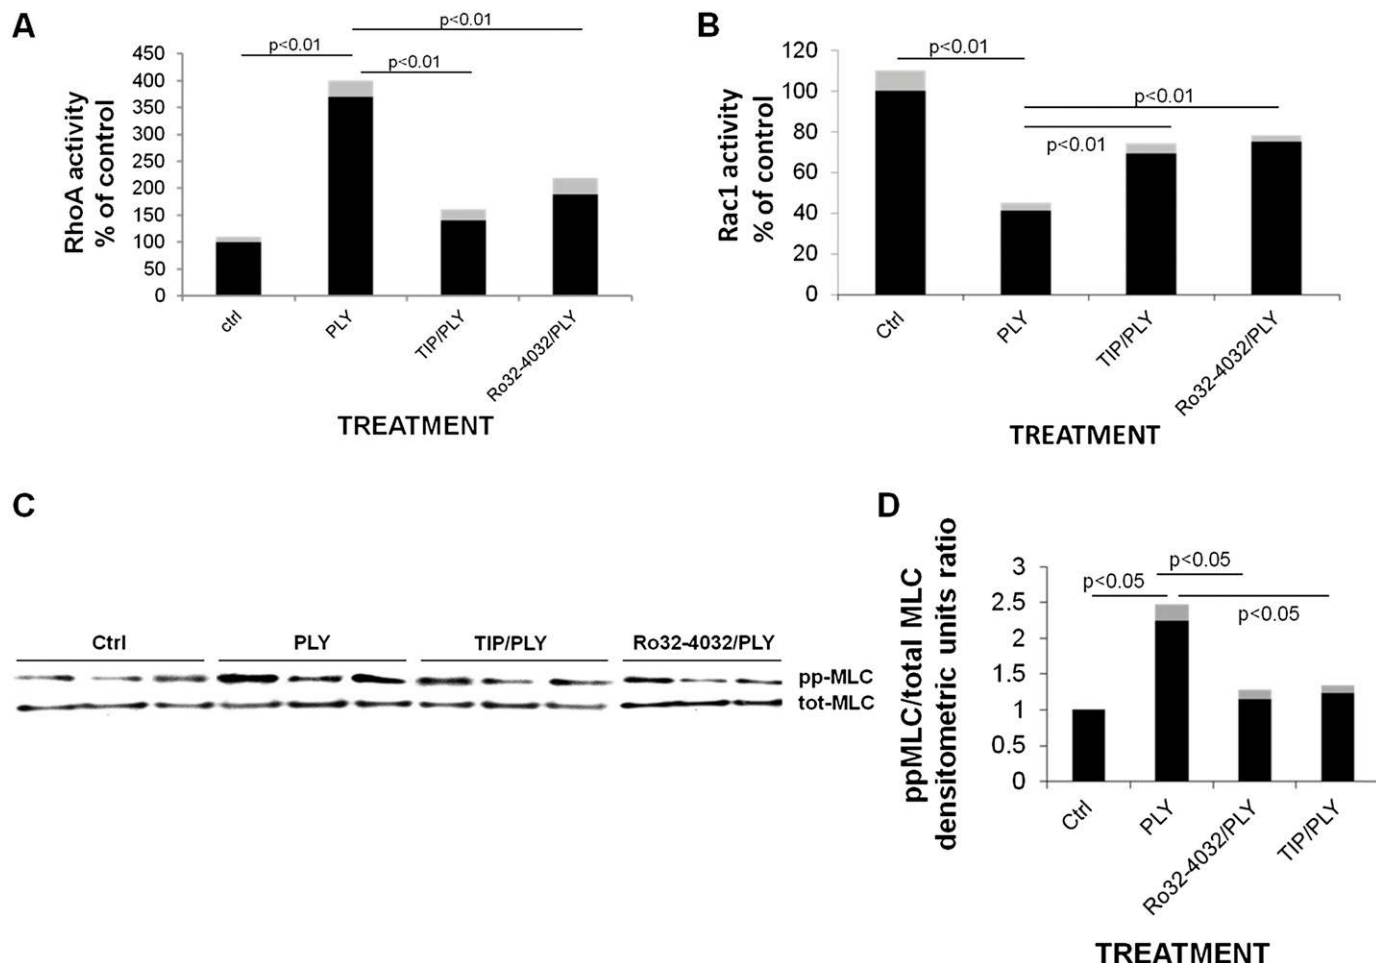 A
p<0.01
p<0.01
p<0.01
RhoA activity
% of control
450
400
350
300
250
200
150
100
50
0
ctrl
PLY
TIP/PLY
Ro32-4032/PLY
TREATMENT
B
p<0.01
p<0.01
p<0.01
Rac1 activity
% of control
120
100
80
60
40
20
0
Ctrl
PLY
TIP/PLY
Ro32-4032/PLY
TREATMENT
C
Ctrl
PLY
TIP/PLY
Ro32-4032/PLY
pp-MLC
tot-MLC
D
p<0.05
p<0.05
p<0.05
ppMLC/total MLC
densitometric units ratio
3
2.5
2
1.5
1
0.5
0
Ctrl
PLY
Ro32-4032/PLY
TIP/PLY
TREATMENT